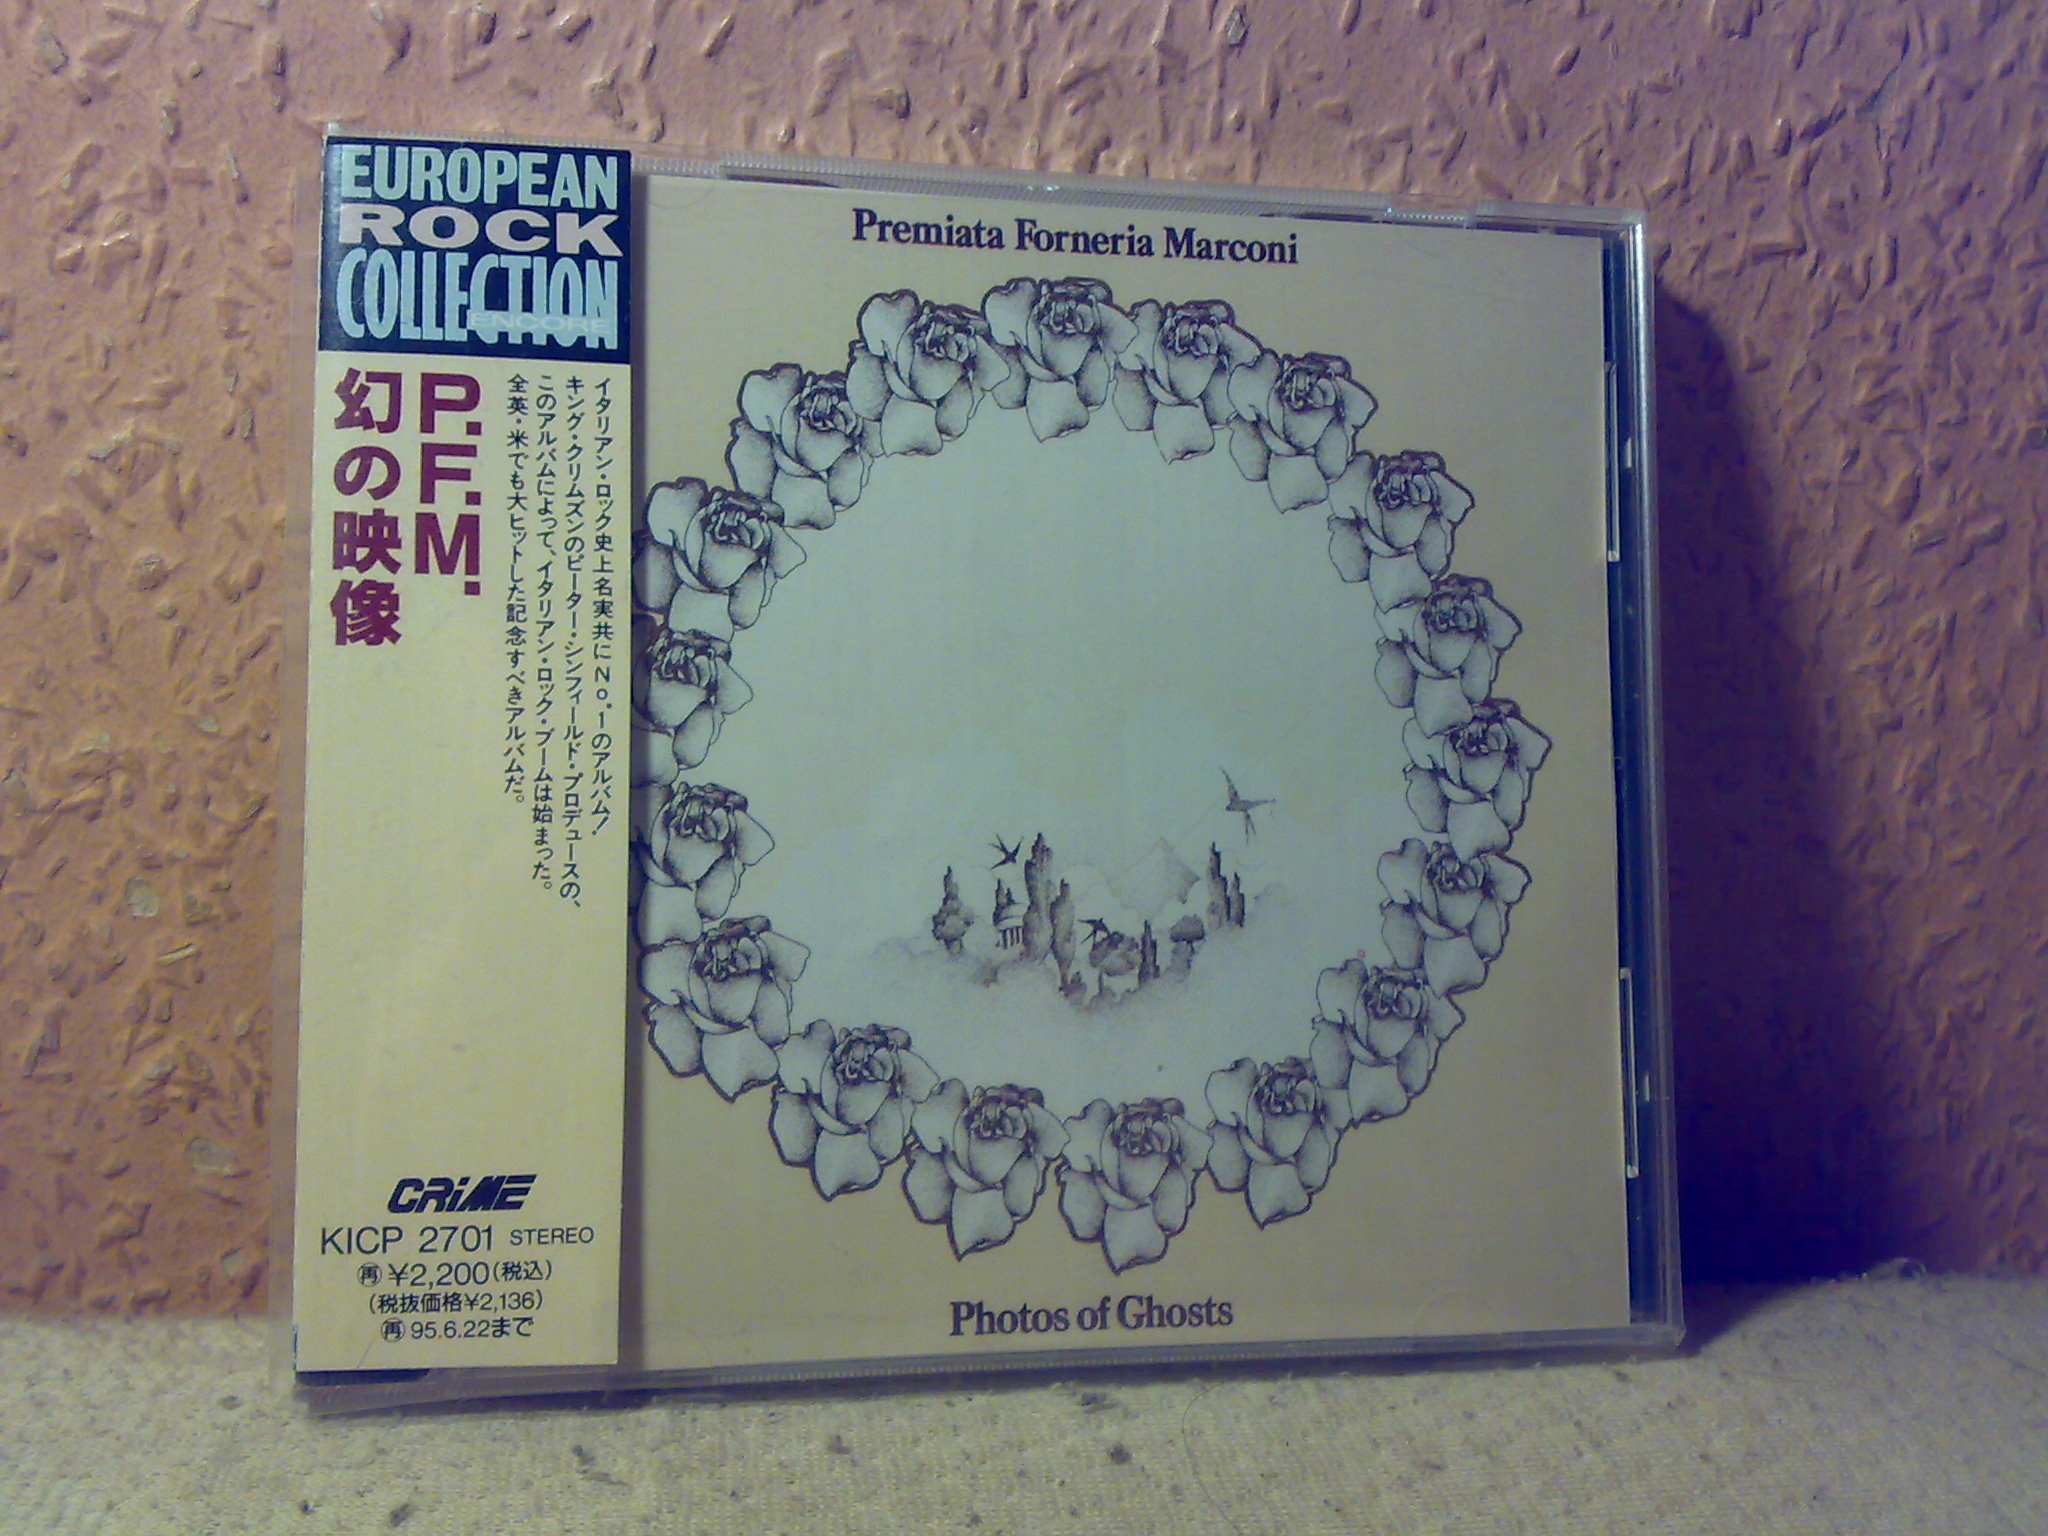 EUROPEAN
ROCK
COLLECTION
ENCORE
P.F.M.
幻の映像
イタリアン・ロック史上名実共にNo.1のアルバム!
キング・クリムズンのピーター・シンフィールド・プロデュースの、
このアルバムによって、イタリアン・ロック・ブームは始まった。
全英・米でも大ヒットした記念すべきアルバムだ。
CRiME
KICP 2701 STEREO
再 ¥2,200(税込)
(税抜価格¥2,136)
再 95.6.22まで
Premiata Forneria Marconi
Photos of Ghosts